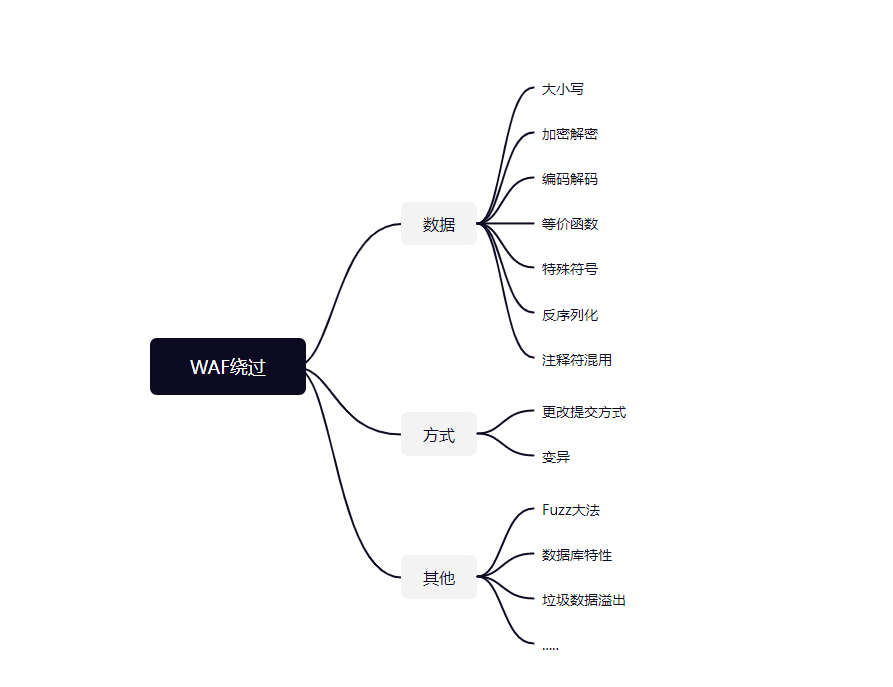 WAF绕过
数据
大小写
加密解密
编码解码
等价函数
特殊符号
反序列化
注释符混用
方式
更改提交方式
变异
其他
Fuzz大法
数据库特性
垃圾数据溢出
.....